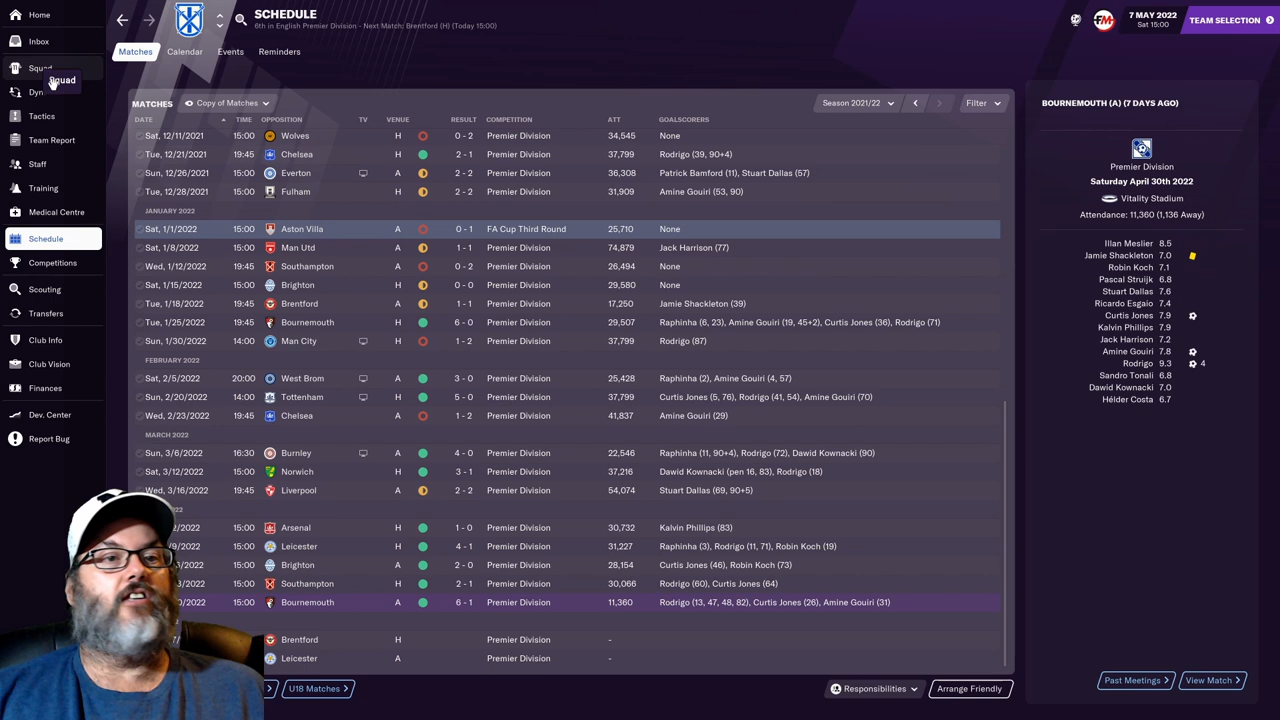 Home
SCHEDULE
6th in English Premier Division - Next Match: Brentford (H) (Today 15:00)
7 MAY 2022
Sat 15:00
TEAM SELECTION
Inbox
Squad
Squad
Dyn
Tactics
Team Report
Staff
Training
Medical Centre
Schedule
Competitions
Scouting
Transfers
Club Info
Club Vision
Finances
Dev. Center
Report Bug
Matches Calendar Events Reminders
MATCHES Copy of Matches Season 2021/22 Filter
DATE TIME OPPOSITION TV VENUE RESULT COMPETITION ATT GOALSCORERS
Sat, 12/11/2021 15:00 Wolves H 0 - 2 Premier Division 34,545 None
Tue, 12/21/2021 19:45 Chelsea H 2 - 1 Premier Division 37,799 Rodrigo (39, 90+4)
Sun, 12/26/2021 15:00 Everton A 2 - 2 Premier Division 36,308 Patrick Bamford (11), Stuart Dallas (57)
Tue, 12/28/2021 15:00 Fulham H 2 - 2 Premier Division 31,909 Amine Gouiri (53, 90)
JANUARY 2022
Sat, 1/1/2022 15:00 Aston Villa A 0 - 1 FA Cup Third Round 25,710 None
Sat, 1/8/2022 15:00 Man Utd A 1 - 1 Premier Division 74,879 Jack Harrison (77)
Wed, 1/12/2022 19:45 Southampton A 0 - 2 Premier Division 26,494 None
Sat, 1/15/2022 15:00 Brighton A 0 - 0 Premier Division 29,580 None
Tue, 1/18/2022 19:45 Brentford A 1 - 1 Premier Division 17,250 Jamie Shackleton (39)
Tue, 1/25/2022 19:45 Bournemouth H 6 - 0 Premier Division 29,507 Raphinha (6, 23), Amine Gouiri (19, 45+2), Curtis Jones (36), Rodrigo (71)
Sun, 1/30/2022 14:00 Man City H 1 - 2 Premier Division 37,799 Rodrigo (87)
FEBRUARY 2022
Sat, 2/5/2022 20:00 West Brom A 3 - 0 Premier Division 25,428 Raphinha (2), Amine Gouiri (4, 57)
Sun, 2/20/2022 14:00 Tottenham H 5 - 0 Premier Division 37,799 Curtis Jones (5, 76), Rodrigo (41, 54), Amine Gouiri (70)
Wed, 2/23/2022 19:45 Chelsea A 1 - 2 Premier Division 41,837 Amine Gouiri (29)
MARCH 2022
Sun, 3/6/2022 16:30 Burnley A 4 - 0 Premier Division 22,546 Raphinha (11, 90+4), Rodrigo (72), Dawid Kownacki (90)
Sat, 3/12/2022 15:00 Norwich H 3 - 1 Premier Division 37,216 Dawid Kownacki (pen 16, 83), Rodrigo (18)
Wed, 3/16/2022 19:45 Liverpool A 2 - 2 Premier Division 54,074 Stuart Dallas (69, 90+5)
2022
2/2022 15:00 Arsenal H 1 - 0 Premier Division 30,732 Kalvin Phillips (83)
9/2022 15:00 Leicester H 4 - 1 Premier Division 31,227 Raphinha (3), Rodrigo (11, 71), Robin Koch (19)
/2022 15:00 Brighton A 2 - 0 Premier Division 28,154 Curtis Jones (46), Robin Koch (73)
/2022 15:00 Southampton H 2 - 1 Premier Division 30,066 Rodrigo (60), Curtis Jones (64)
0/2022 15:00 Bournemouth A 6 - 1 Premier Division 11,360 Rodrigo (13, 47, 48, 82), Curtis Jones (26), Amine Gouiri (31)
Brentford H Premier Division -
Leicester A Premier Division -
U18 Matches Responsibilities Arrange Friendly
BOURNEMOUTH (A) (7 DAYS AGO)
Premier Division
Saturday April 30th 2022
Vitality Stadium
Attendance: 11,360 (1,136 Away)
Illan Meslier 8.5
Jamie Shackleton 7.0
Robin Koch 7.1
Pascal Struijk 6.8
Stuart Dallas 7.6
Ricardo Esgaio 7.4
Curtis Jones 7.9
Kalvin Phillips 7.9
Jack Harrison 7.2
Amine Gouiri 7.8
Rodrigo 9.3 4
Sandro Tonali 6.8
Dawid Kownacki 7.0
Hélder Costa 6.7
Past Meetings View Match